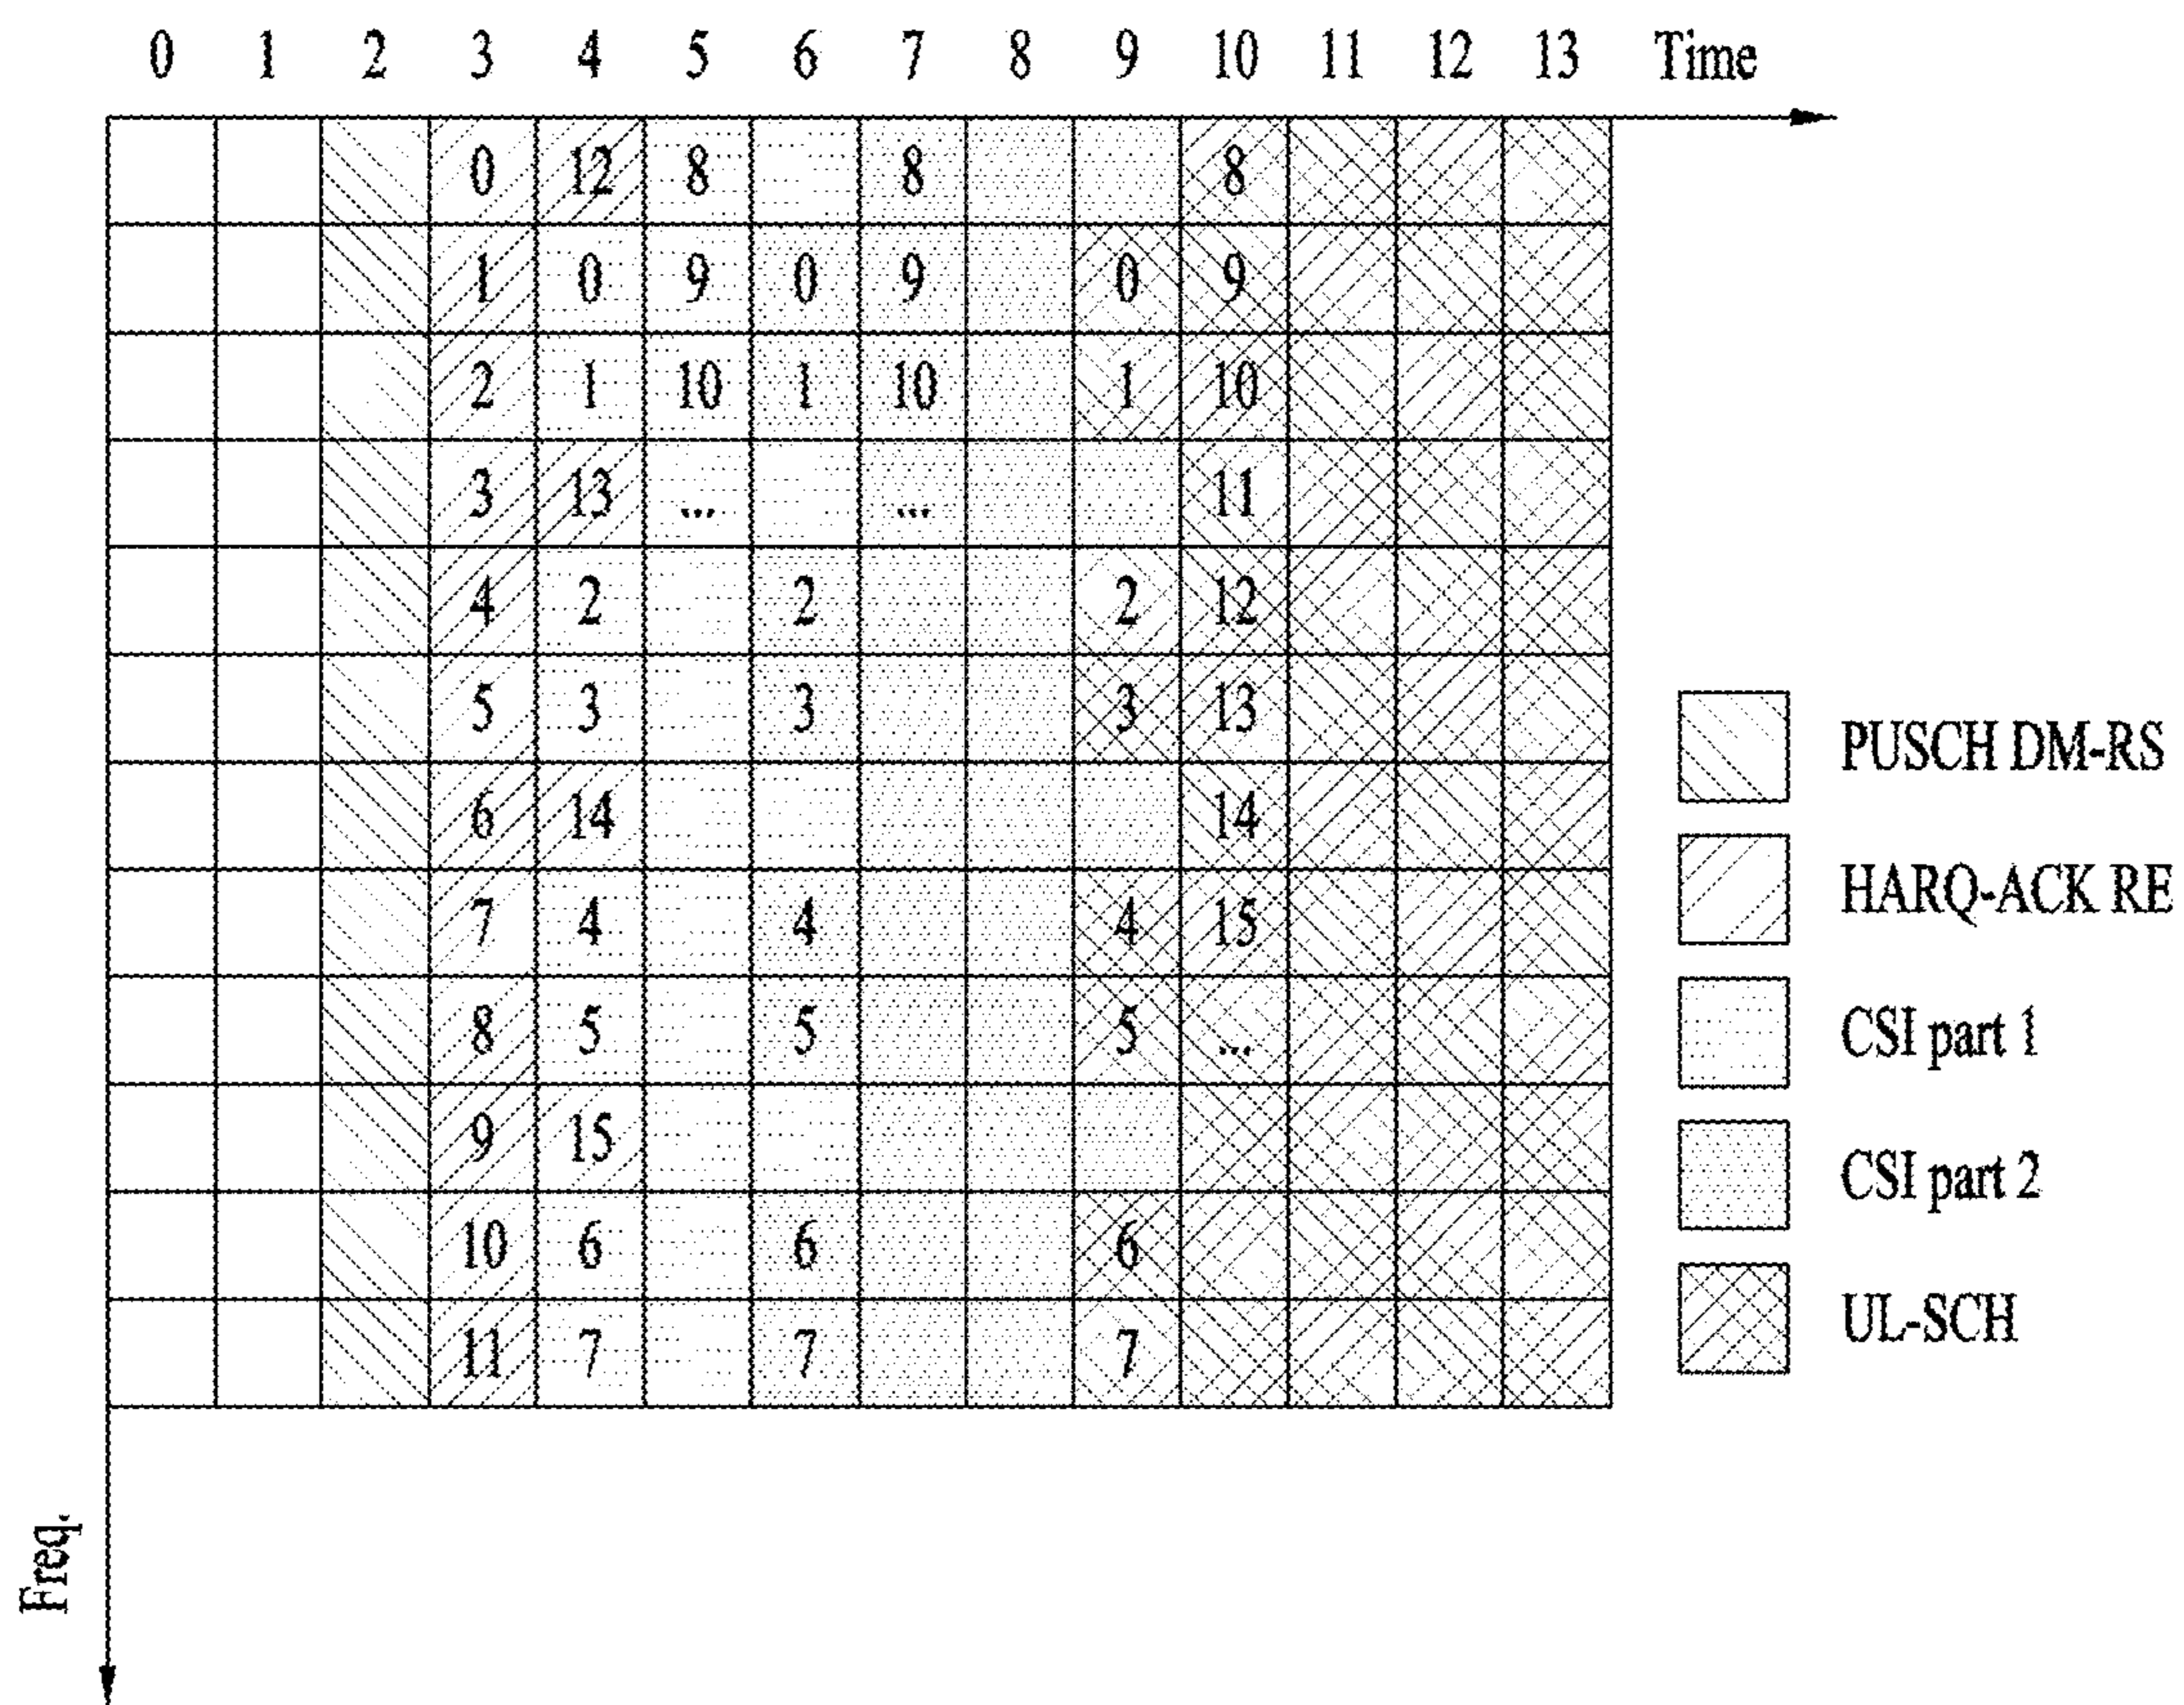 0 1 2 3 4 5 6 7 8 9 10 11 12 13 Time
0 12 8 8 8
1 0 9 0 9 0 9
2 1 10 1 10 1 10
3 13 ... ... 11
4 2 2 2 12
5 3 3 3 13
6 14 14
7 4 4 4 15
8 5 5 5 ...
9 15
10 6 6 6
11 7 7 7
PUSCH DM-RS
HARQ-ACK RE
CSI part 1
CSI part 2
UL-SCH
Freq.